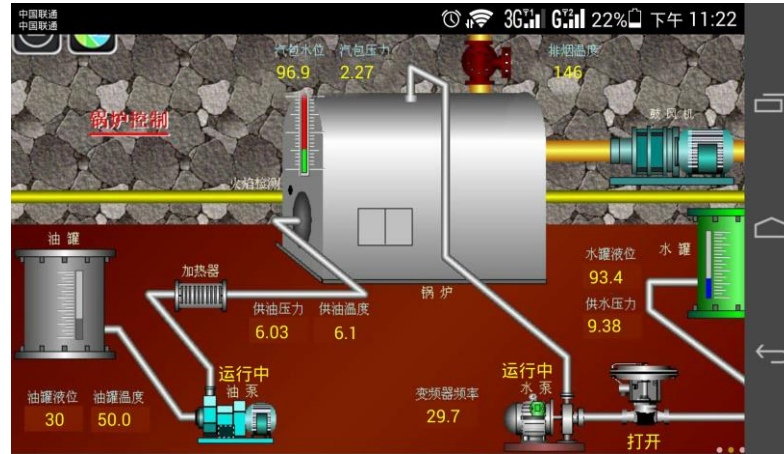 中国联通
中国联通
3G G 22% 下午 11:22
汽包水位 汽包压力 排烟温度
96.9 2.27 146
锅炉控制
鼓风机
火焰检测
油罐
水罐液位 水罐
加热器
93.4
锅炉
供油压力 供油温度
供水压力
6.03 6.1
9.38
运行中 运行中
油泵 水泵
油罐液位 油罐温度 变频器频率
30 50.0 29.7
打开